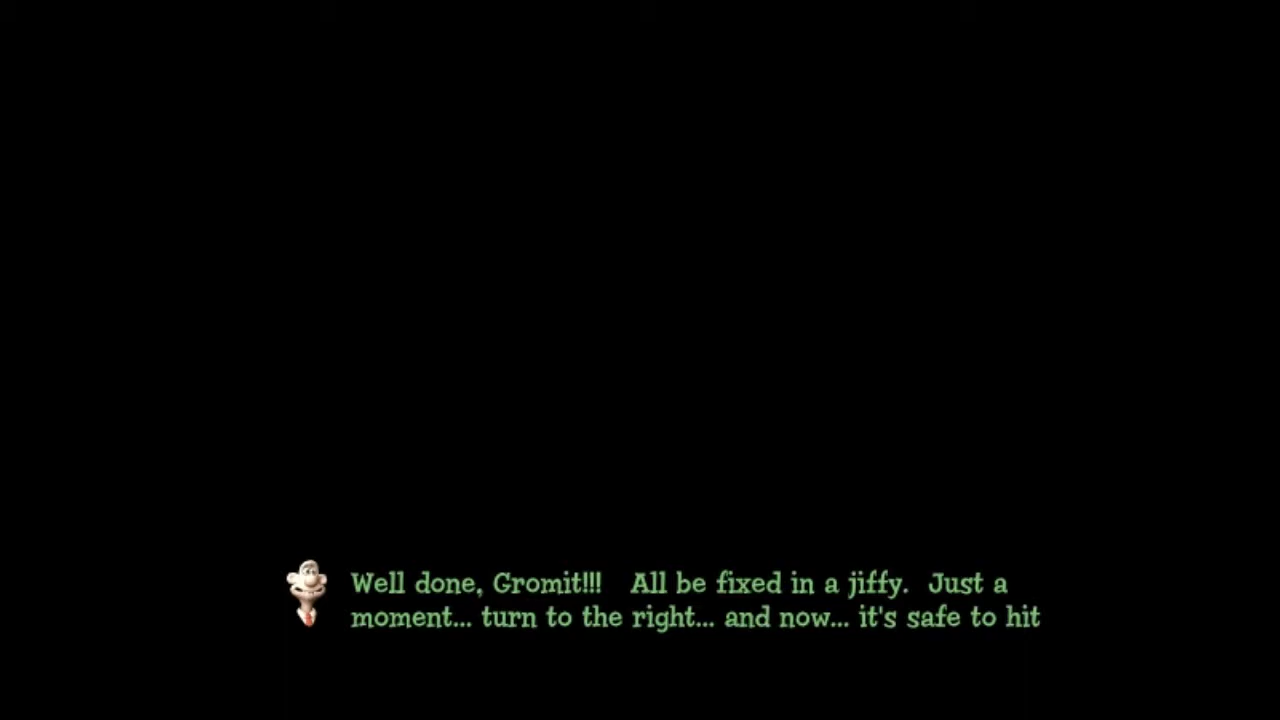 Well done, Gromit!!! All be fixed in a jiffy. Just a
moment... turn to the right... and now... it's safe to hit